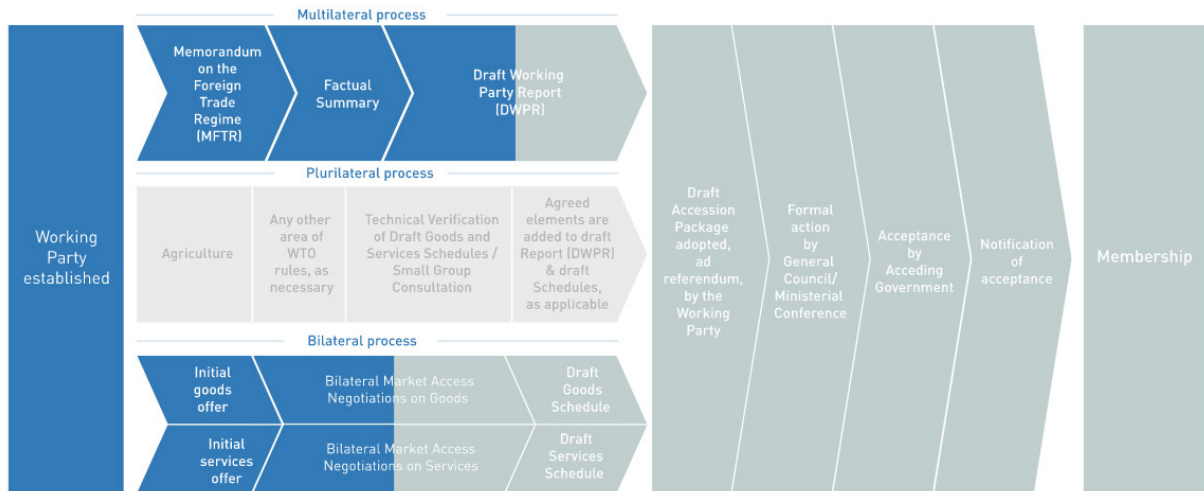 Working
Party
established
Multilateral process
Memorandum
on the
Foreign
Trade
Regime
(MFTR)
Factual
Summary
Draft Working
Party Report
(DWPR)
Plurilateral process
Agriculture
Any other
area of
WTO
rules, as
necessary
Technical Verification
of Draft Goods and
Services Schedules /
Small Group
Consultation
Agreed
elements are
added to draft
Report (DWPR)
& draft
Schedules,
as applicable
Bilateral process
Initial
goods
offer
Bilateral Market Access
Negotiations on Goods
Draft
Goods
Schedule
Initial
services
offer
Bilateral Market Access
Negotiations on Services
Draft
Services
Schedule
Draft
Accession
Package
adopted,
ad
referendum,
by the
Working
Party
Formal
action
by
General
Council/
Ministerial
Conference
Acceptance
by
Acceding
Government
Notification
of
acceptance
Membership